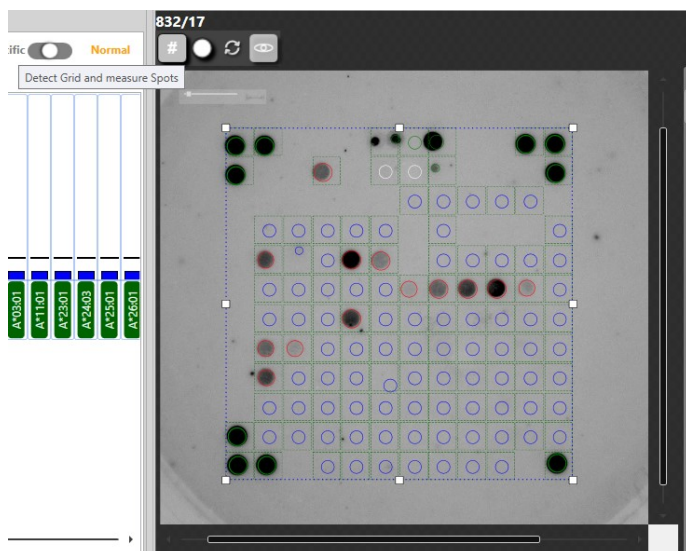 832/17
ific
Normal
#
Detect Grid and measure Spots
A*03:01
A*11:01
A*23:01
A*24:03
A*25:01
A*26:01